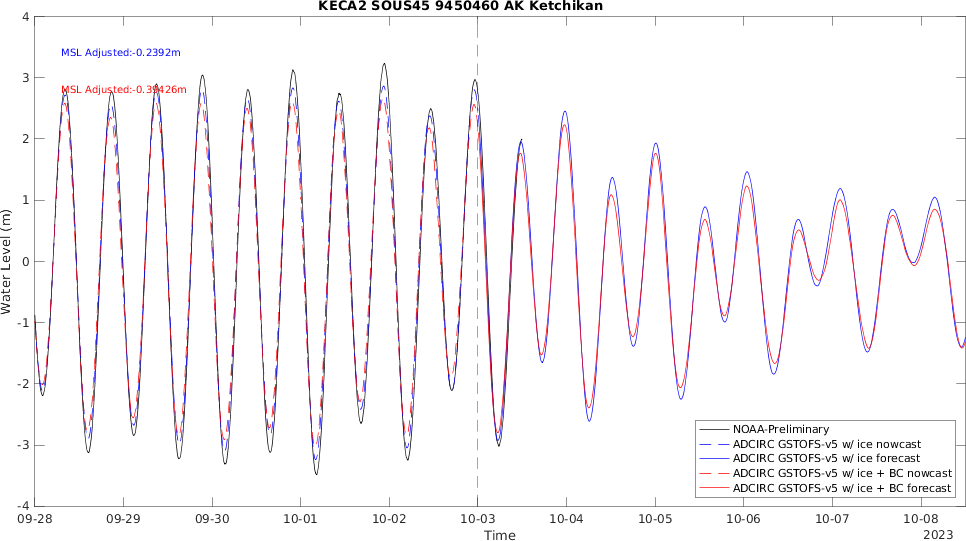 KECA2 SOUS45 9450460 AK Ketchikan
MSL Adjusted:-0.2392m
MSL Adjusted:-0.39426m
Water Level (m)
4
3
2
1
0
-1
-2
-3
-4
09-28
09-29
09-30
10-01
10-02
10-03
10-04
10-05
10-06
10-07
10-08
Time
2023
NOAA-Preliminary
ADCIRC GSTOFS-v5 w/ ice nowcast
ADCIRC GSTOFS-v5 w/ ice forecast
ADCIRC GSTOFS-v5 w/ ice + BC nowcast
ADCIRC GSTOFS-v5 w/ ice + BC forecast